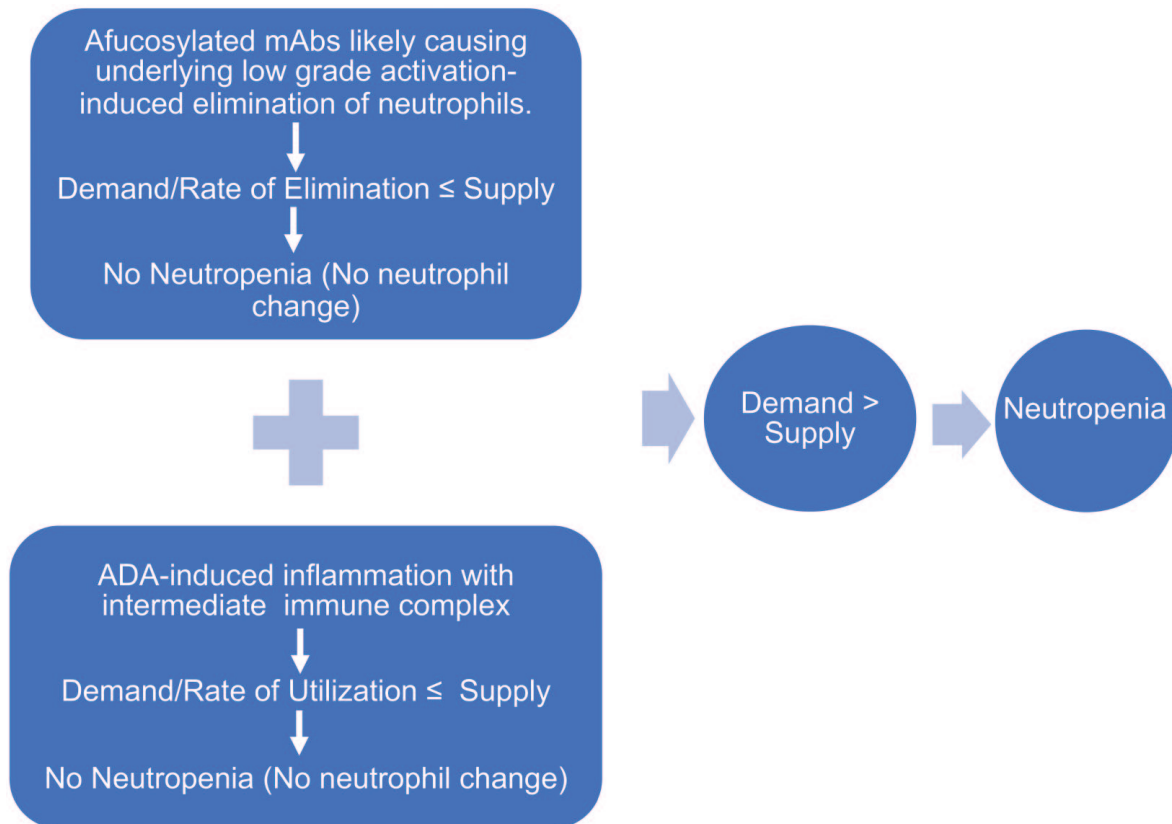 Afucosylated mAbs likely causing
underlying low grade activation-
induced elimination of neutrophils.
Demand/Rate of Elimination ≤ Supply
No Neutropenia (No neutrophil
change)
ADA-induced inflammation with
intermediate immune complex
Demand/Rate of Utilization ≤ Supply
No Neutropenia (No neutrophil change)
Demand >
Supply
Neutropenia